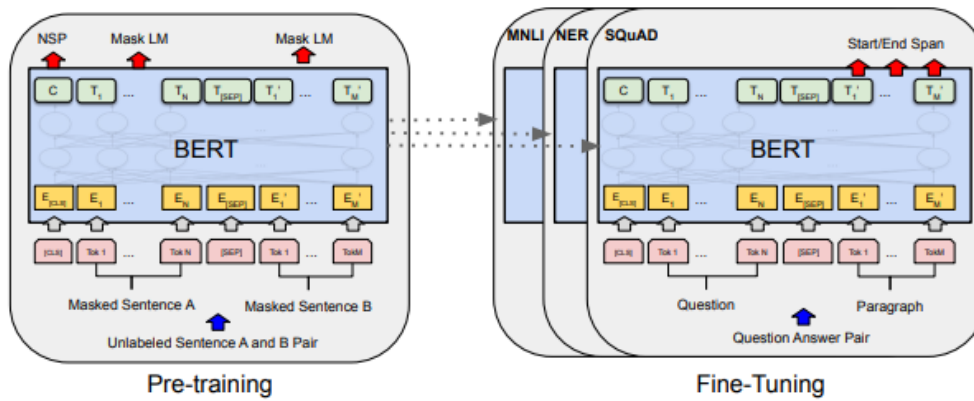 NSP Mask LM Mask LM
C T1 ... TN T[SEP] T1' ... TM'
BERT
E[CLS] E1 ... EN E[SEP] E1' ... EM'
[CLS] Tok 1 ... Tok N [SEP] Tok 1 ... TokM
Masked Sentence A Masked Sentence B
Unlabeled Sentence A and B Pair
Pre-training
MNLI NER SQuAD
Start/End Span
C T1 ... TN T[SEP] T1' ... TM'
BERT
E[CLS] E1 ... EN E[SEP] E1' ... EM'
[CLS] Tok 1 ... Tok N [SEP] Tok 1 ... TokM
Question Paragraph
Question Answer Pair
Fine-Tuning